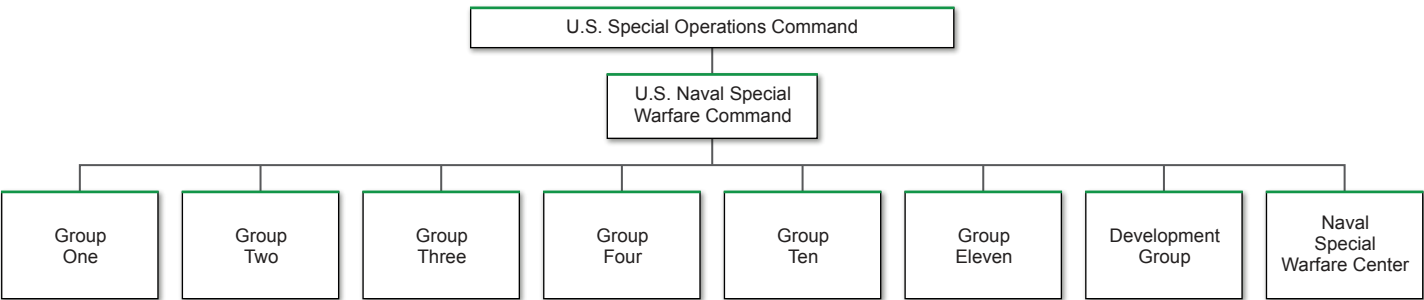 U.S. Special Operations Command
U.S. Naval Special
Warfare Command
Group
One
Group
Two
Group
Three
Group
Four
Group
Ten
Group
Eleven
Development
Group
Naval
Special
Warfare Center